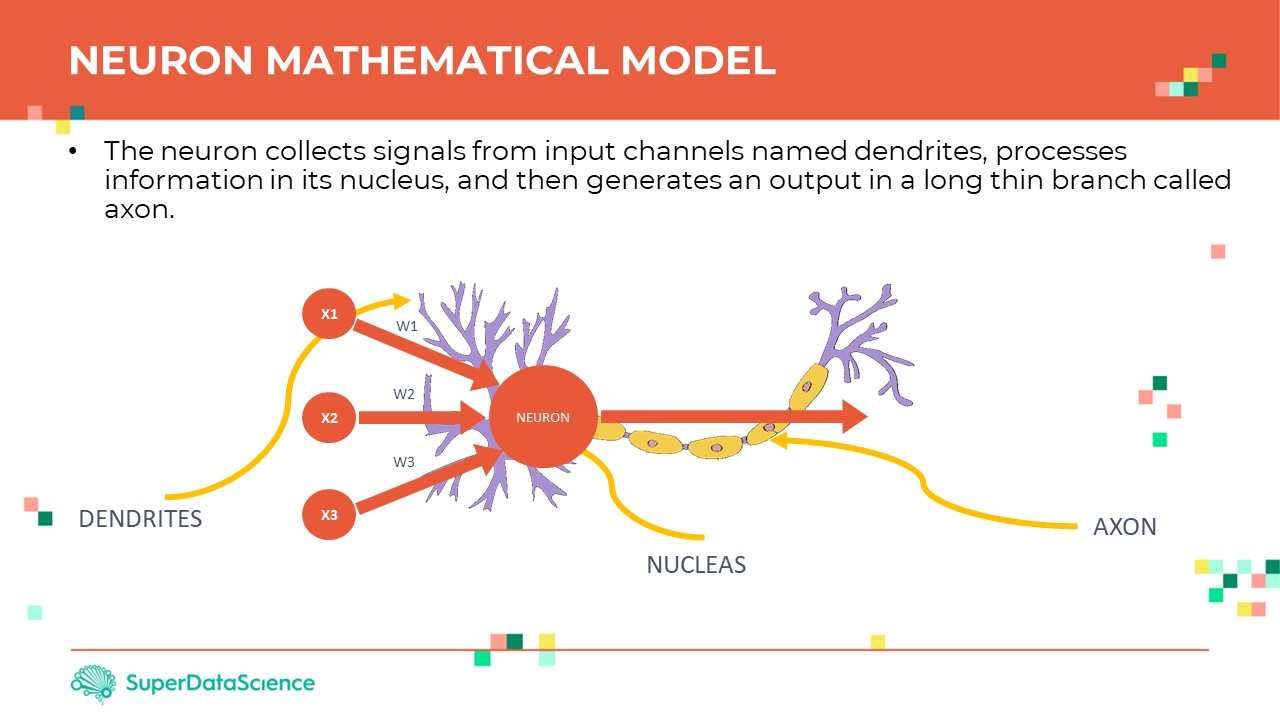 NEURON MATHEMATICAL MODEL
• The neuron collects signals from input channels named dendrites, processes
information in its nucleus, and then generates an output in a long thin branch called
axon.
X1
W1
W2
X2
NEURON
W3
X3
DENDRITES
AXON
NUCLEAS
SuperDataScience